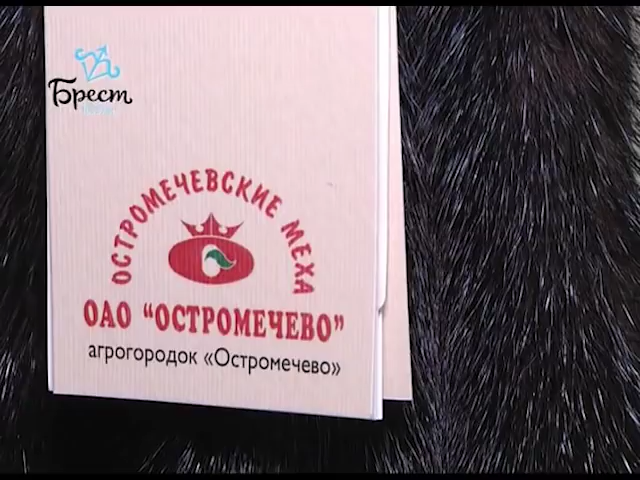 Брест
ОСТРОМЕЧЕВСКИЕ МЕХА
ОАО "ОСТРОМЕЧЕВО"
агрогородок «Остромечево»